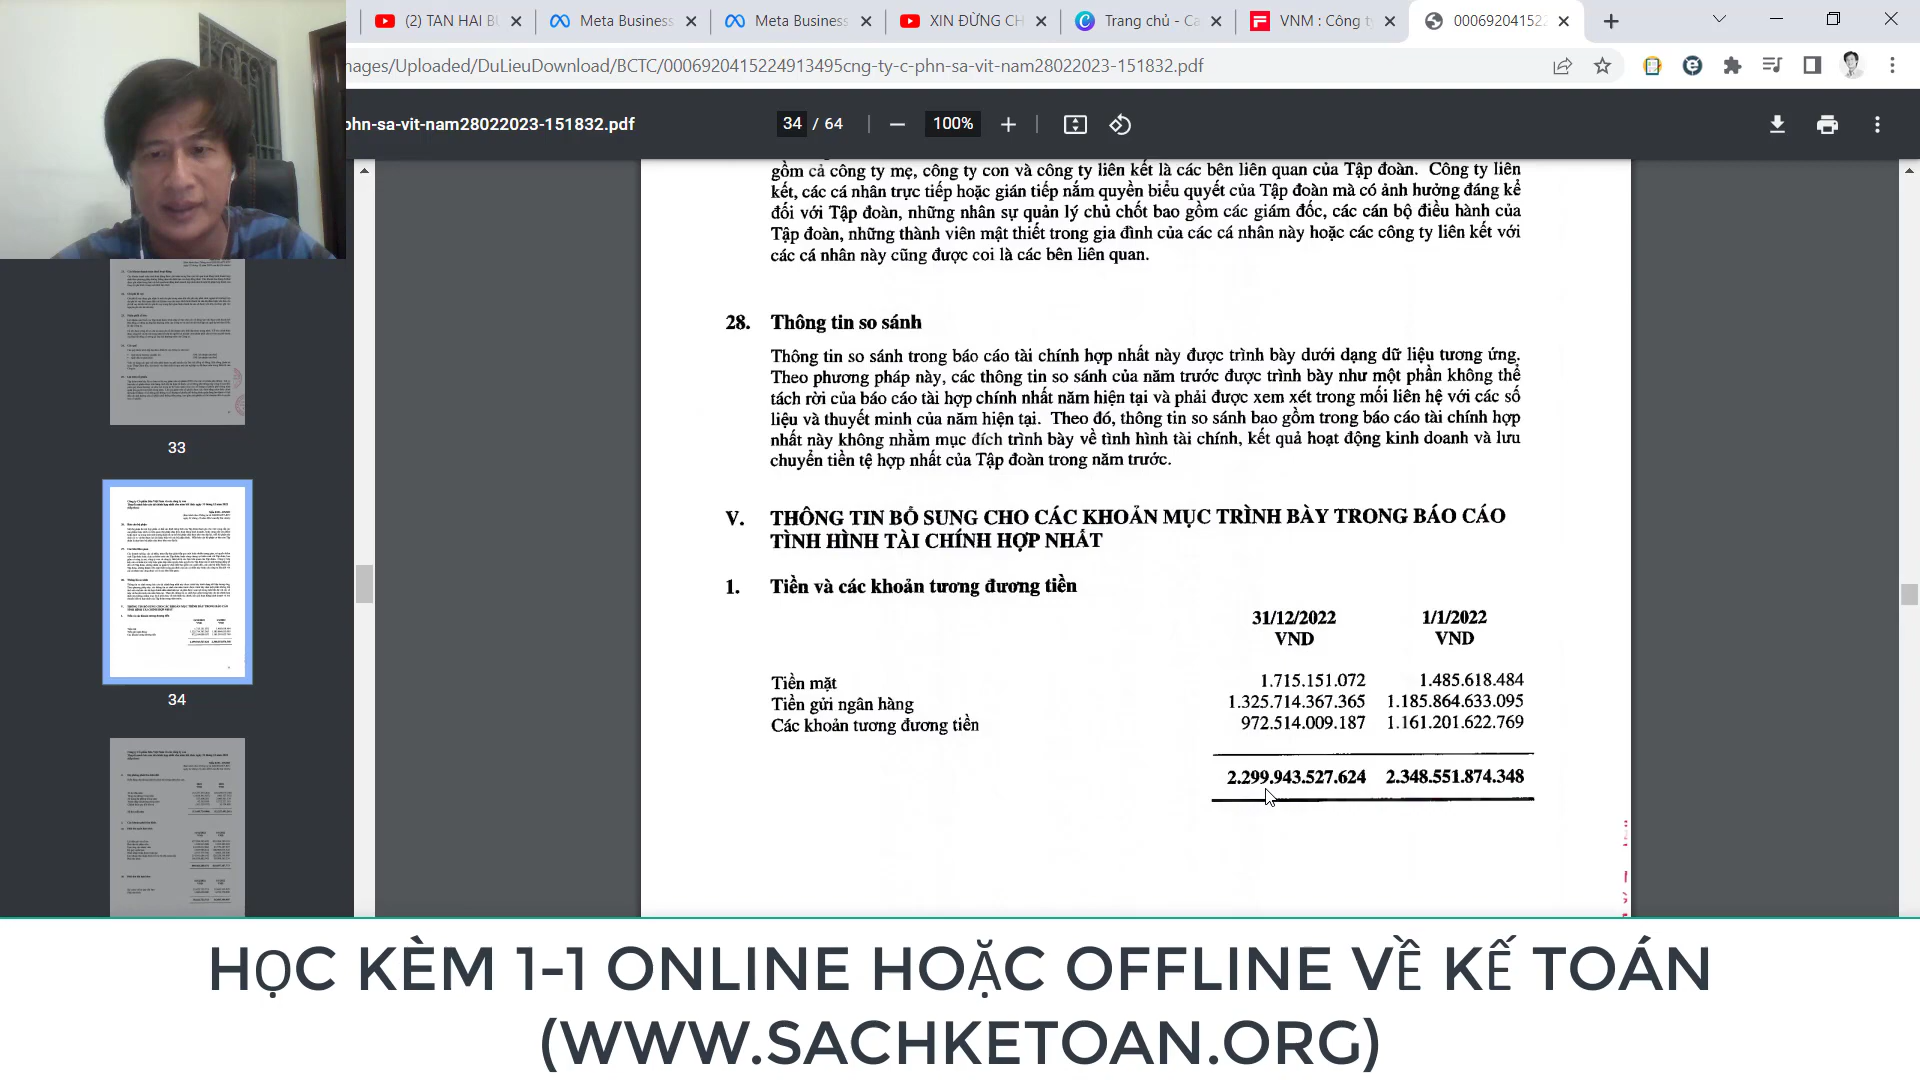 (2) TAN HAI B
Meta Business
Meta Business
XIN ĐỪNG CH
Trang chủ - Ca
VNM : Công t
00069204152
ages/Uploaded/DuLieuDownload/BCTC/0006920415224913495cng-ty-c-phn-sa-vit-nam28022023-151832.pdf
phn-sa-vit-nam28022023-151832.pdf
34 / 64
100%
gồm cả công ty mẹ, công ty con và công ty liên kết là các bên liên quan của Tập đoàn. Công ty liên
kết, các cá nhân trực tiếp hoặc gián tiếp nắm quyền biểu quyết của Tập đoàn mà có ảnh hưởng đáng kể
đối với Tập đoàn, những nhân sự quản lý chủ chốt bao gồm các giám đốc, các cán bộ điều hành của
Tập đoàn, những thành viên mật thiết trong gia đình của các cá nhân này hoặc các công ty liên kết với
các cá nhân này cũng được coi là các bên liên quan.
28. Thông tin so sánh
Thông tin so sánh trong báo cáo tài chính hợp nhất này được trình bày dưới dạng dữ liệu tương ứng.
Theo phương pháp này, các thông tin so sánh của năm trước được trình bày như một phần không thể
tách rời của báo cáo tài hợp chính nhất năm hiện tại và phải được xem xét trong mối liên hệ với các số
liệu và thuyết minh của năm hiện tại. Theo đó, thông tin so sánh bao gồm trong báo cáo tài chính hợp
nhất này không nhằm mục đích trình bày về tình hình tài chính, kết quả hoạt động kinh doanh và lưu
chuyển tiền tệ hợp nhất của Tập đoàn trong năm trước.
V. THÔNG TIN BỔ SUNG CHO CÁC KHOẢN MỤC TRÌNH BÀY TRONG BÁO CÁO
TÌNH HÌNH TÀI CHÍNH HỢP NHẤT
1. Tiền và các khoản tương đương tiền
31/12/2022 1/1/2022
VND VND
Tiền mặt 1.715.151.072 1.485.618.484
Tiền gửi ngân hàng 1.325.714.367.365 1.185.864.633.095
Các khoản tương đương tiền 972.514.009.187 1.161.201.622.769
2.299.943.527.624 2.348.551.874.348
33
34
HỌC KÈM 1-1 ONLINE HOẶC OFFLINE VỀ KẾ TOÁN
(WWW.SACHKETOAN.ORG)